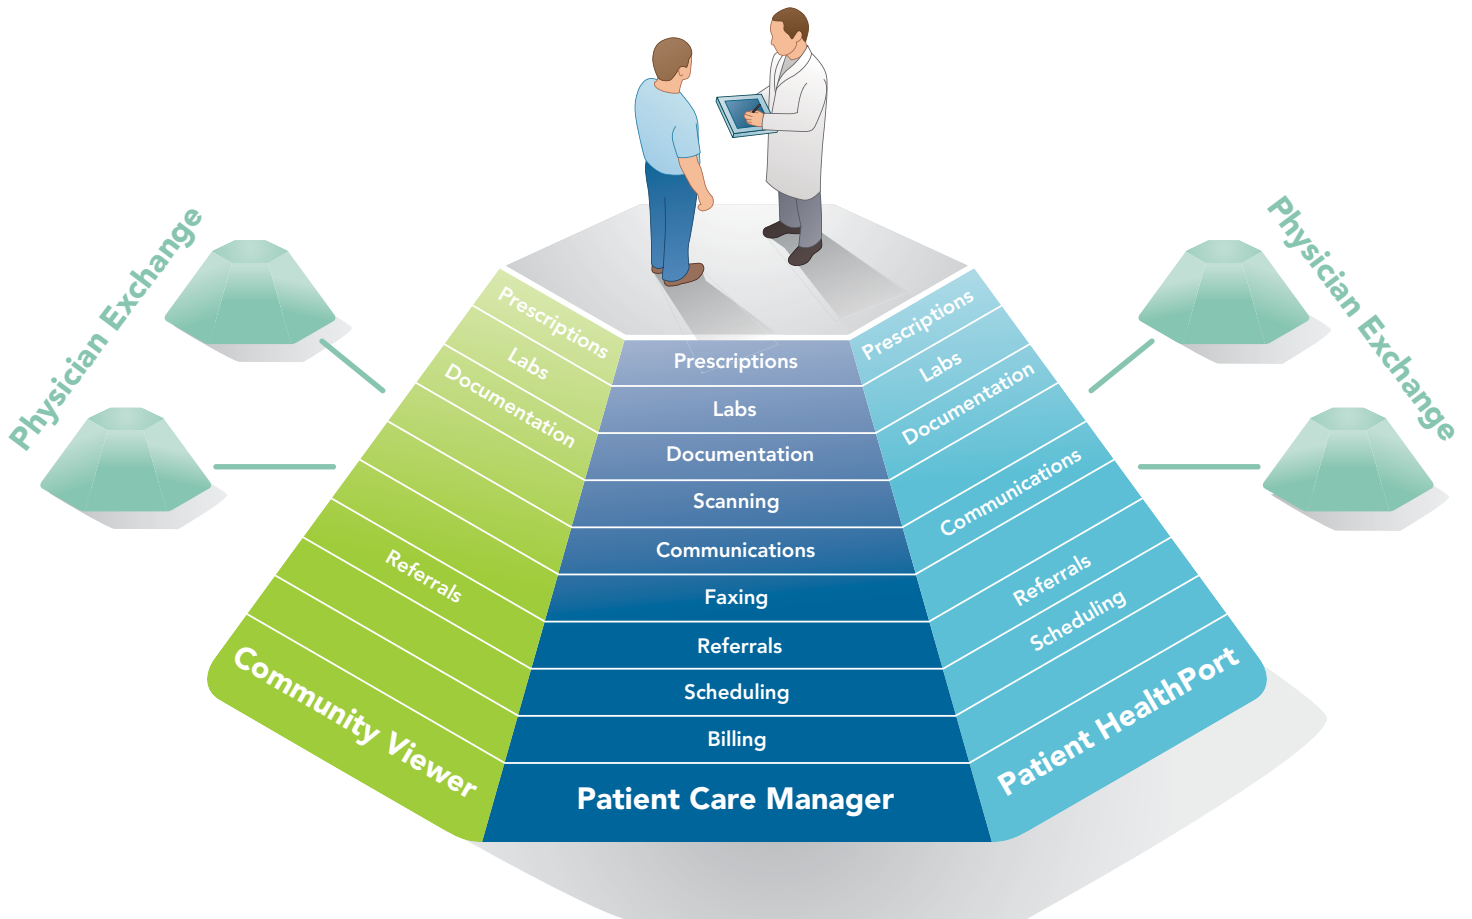 Physician Exchange
Physician Exchange
Prescriptions
Labs
Documentation
Referrals
Community Viewer
Prescriptions
Labs
Documentation
Scanning
Communications
Faxing
Referrals
Scheduling
Billing
Patient Care Manager
Prescriptions
Labs
Documentation
Communications
Referrals
Scheduling
Patient HealthPort